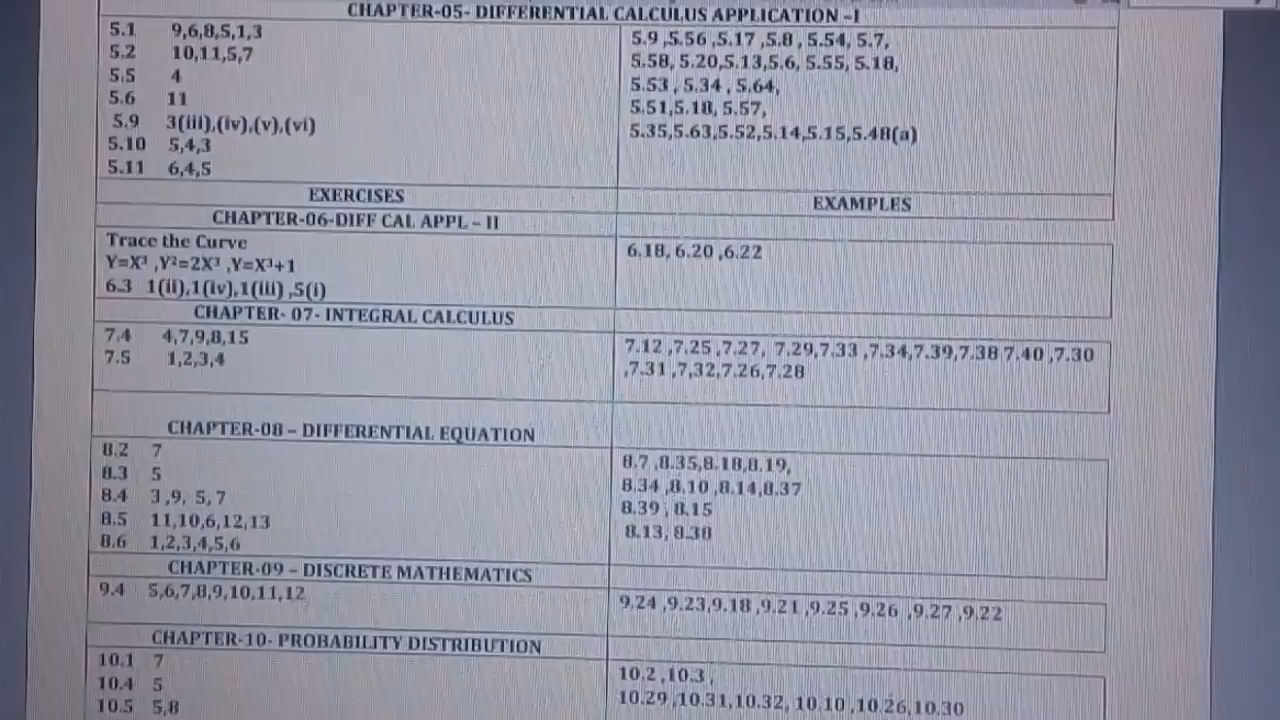 CHAPTER-05- DIFFERENTIAL CALCULUS APPLICATION –I
5.1 9,6,8,5,1,3
5.2 10,11,5,7
5.5 4
5.6 11
5.9 3(iii),(iv),(v),(vi)
5.10 5,4,3
5.11 6,4,5
5.9 ,5.56 ,5.17 ,5.8 , 5.54, 5.7,
5.58, 5.20,5.13,5.6, 5.55, 5.18,
5.53 , 5.34 , 5.64,
5.51,5.18, 5.57,
5.35,5.63,5.52,5.14,5.15,5.48(a)
EXERCISES
EXAMPLES
CHAPTER-06-DIFF CAL APPL – II
Trace the Curve
Y=X³ ,Y²=2X³ ,Y=X³+1
6.3 1(ii),1(iv),1(iii) ,5(i)
6.18, 6.20 ,6.22
CHAPTER- 07- INTEGRAL CALCULUS
7.4 4,7,9,8,15
7.5 1,2,3,4
7.12 ,7.25 ,7.27, 7.29,7.33 ,7.34,7.39,7.38 7.40 ,7.30
,7.31 ,7,32,7.26,7.28
CHAPTER-08 – DIFFERENTIAL EQUATION
8.2 7
8.3 5
8.4 3 ,9, 5, 7
8.5 11,10,6,12,13
8.6 1,2,3,4,5,6
8.7 ,8.35,8.18,8.19,
8.34 ,8.10 ,8.14,8.37
8.39 , 8.15
8.13, 8.38
CHAPTER-09 – DISCRETE MATHEMATICS
9.4 5,6,7,8,9,10,11,12
9.24 ,9.23,9.18 ,9.21 ,9.25 ,9.26 ,9.27 ,9.22
CHAPTER-10- PROBABILITY DISTRIBUTION
10.1 7
10.4 5
10.5 5,8
10.2 ,10.3 ,
10.29 ,10.31,10.32, 10.10 ,10.26,10.30